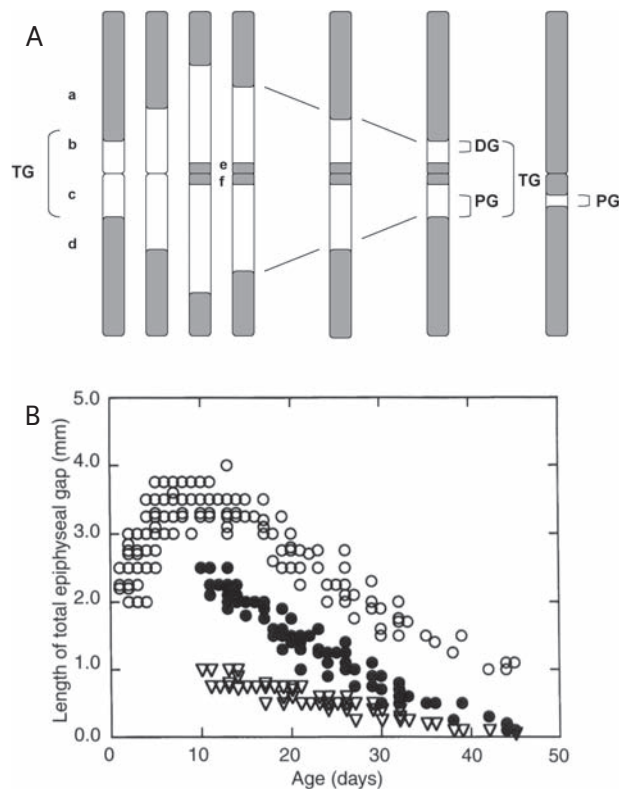 A
a
b
TG
c
d
e
f
DG
PG
TG
PG
B
Length of total epiphyseal gap (mm)
5.0
4.0
3.0
2.0
1.0
0.0
0 10 20 30 40 50
Age (days)